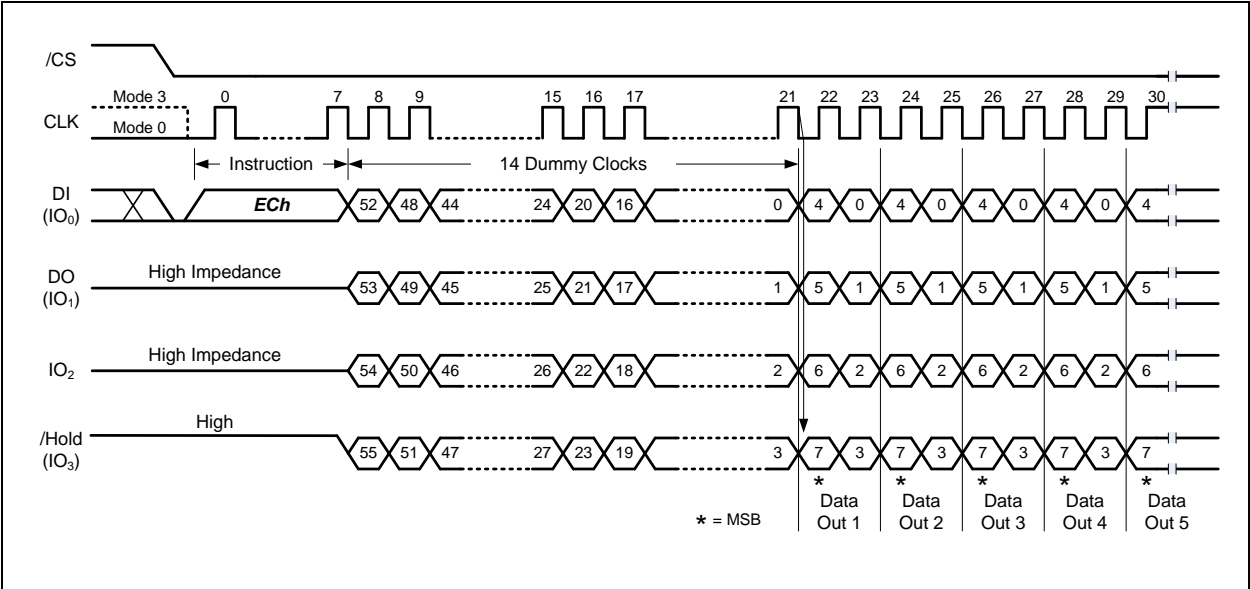 /CS
Mode 3 0 7 8 9 15 16 17 21 22 23 24 25 26 27 28 29 30
CLK
Mode 0
Instruction 14 Dummy Clocks
DI
(IO0) ECh 52 48 44 24 20 16 0 4 0 4 0 4 0 4 0 4
DO
(IO1) High Impedance 53 49 45 25 21 17 1 5 1 5 1 5 1 5 1 5
IO2 High Impedance 54 50 46 26 22 18 2 6 2 6 2 6 2 6 2 6
/Hold
(IO3) High 55 51 47 27 23 19 3 7 3 7 3 7 3 7 3 7
* * * * *
* = MSB
Data Data Data Data Data
Out 1 Out 2 Out 3 Out 4 Out 5